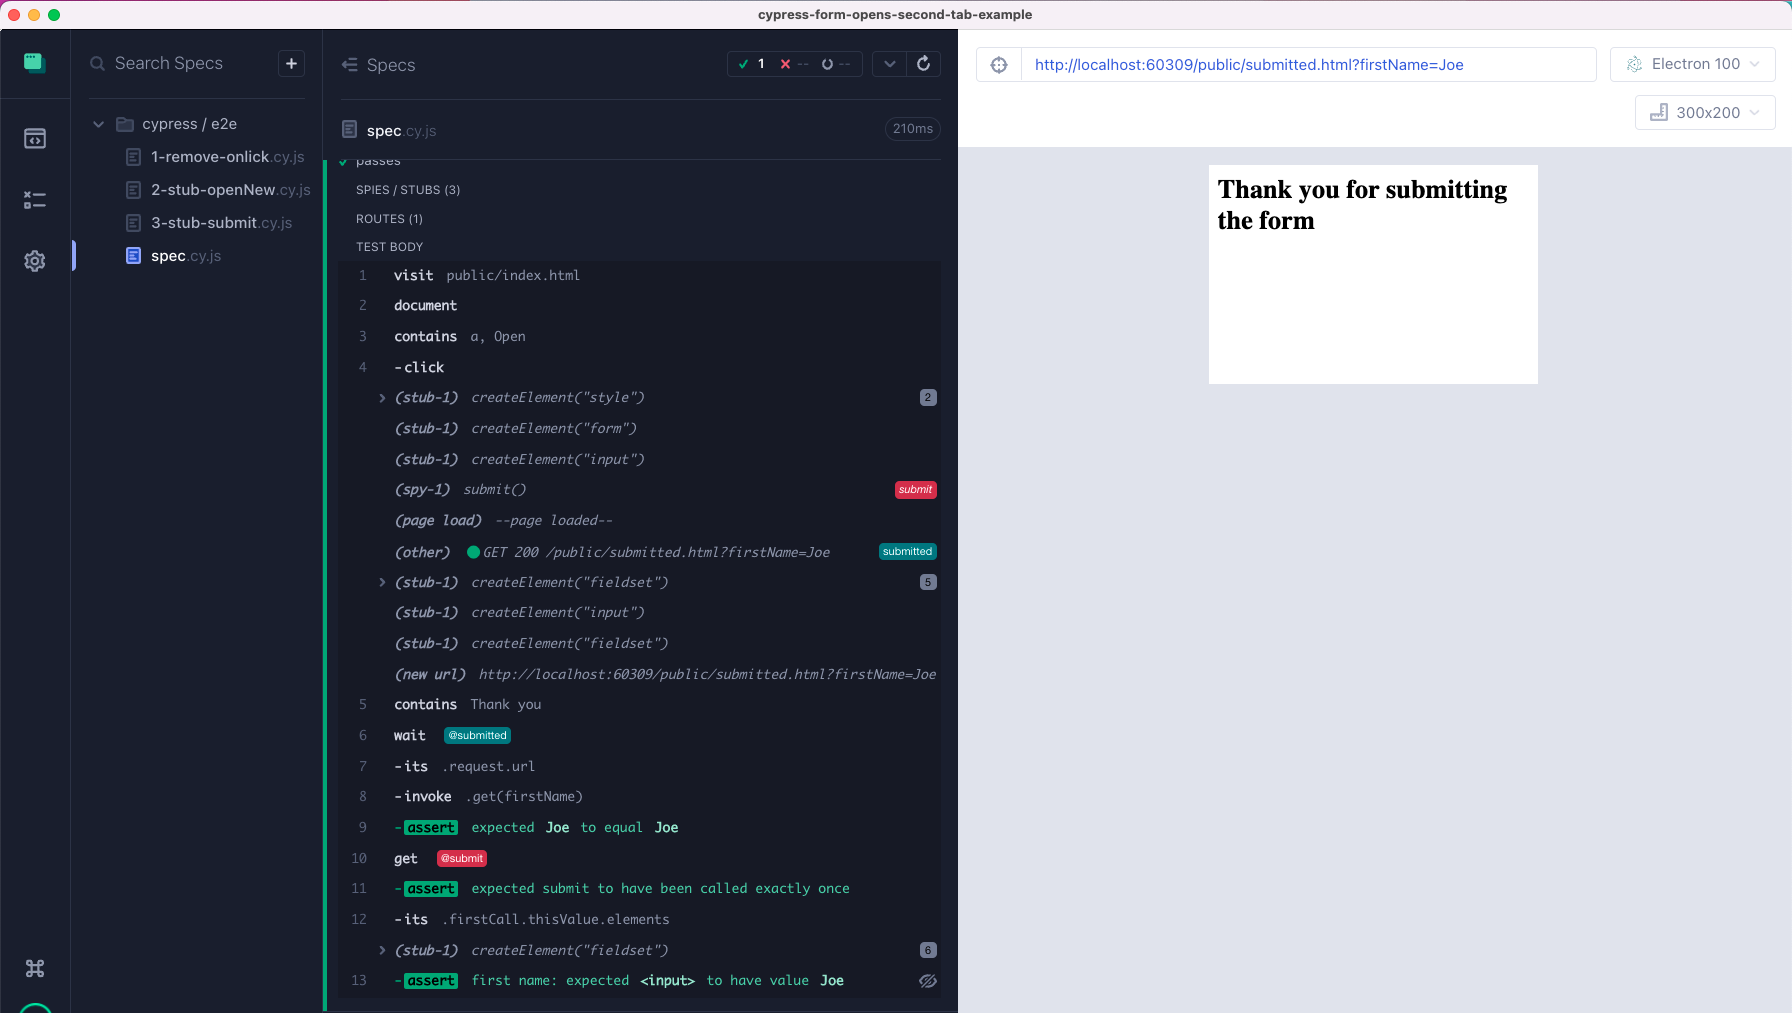 cypress-form-opens-second-tab-example
Search Specs
+
cypress / e2e
1-remove-onlick.cy.js
2-stub-openNew.cy.js
3-stub-submit.cy.js
spec.cy.js
Specs
1 -- --
spec.cy.js 210ms
passes
SPIES / STUBS (3)
ROUTES (1)
TEST BODY
1 visit public/index.html
2 document
3 contains a, Open
4 -click
(stub-1) createElement("style") 2
(stub-1) createElement("form")
(stub-1) createElement("input")
(spy-1) submit() submit
(page load) --page loaded--
(other) GET 200 /public/submitted.html?firstName=Joe submitted
(stub-1) createElement("fieldset") 5
(stub-1) createElement("input")
(stub-1) createElement("fieldset")
(new url) http://localhost:60309/public/submitted.html?firstName=Joe
5 contains Thank you
6 wait @submitted
7 -its .request.url
8 -invoke .get(firstName)
9 -assert expected Joe to equal Joe
10 get @submit
11 -assert expected submit to have been called exactly once
12 -its .firstCall.thisValue.elements
(stub-1) createElement("fieldset") 6
13 -assert first name: expected <input> to have value Joe
http://localhost:60309/public/submitted.html?firstName=Joe
Electron 100
300x200
Thank you for submitting
the form